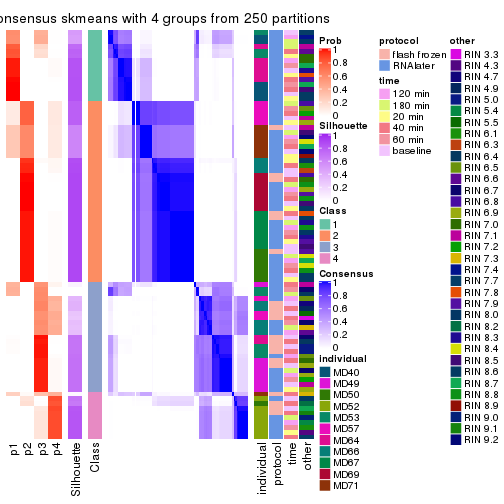 onsensus skmeans with 4 groups from 250 partitions
Prob
1
0.8
0.6
0.4
0.2
0
Silhouette
1
0.8
0.6
0.4
0.2
0
Class
1
2
3
4
Consensus
1
0.8
0.6
0.4
0.2
0
individual
MD40
MD49
MD50
MD52
MD53
MD57
MD64
MD66
MD67
MD69
MD71
protocol
flash frozen
RNAlater
time
120 min
180 min
20 min
40 min
60 min
baseline
other
RIN 3.3
RIN 4.3
RIN 4.7
RIN 4.9
RIN 5.0
RIN 5.4
RIN 5.5
RIN 6.1
RIN 6.3
RIN 6.4
RIN 6.5
RIN 6.6
RIN 6.7
RIN 6.8
RIN 6.9
RIN 7.0
RIN 7.1
RIN 7.2
RIN 7.3
RIN 7.4
RIN 7.7
RIN 7.8
RIN 7.9
RIN 8.0
RIN 8.2
RIN 8.3
RIN 8.4
RIN 8.5
RIN 8.6
RIN 8.7
RIN 8.8
RIN 8.9
RIN 9.0
RIN 9.1
RIN 9.2
p1
p2
p3
p4
Silhouette
Class
individual
protocol
time
other